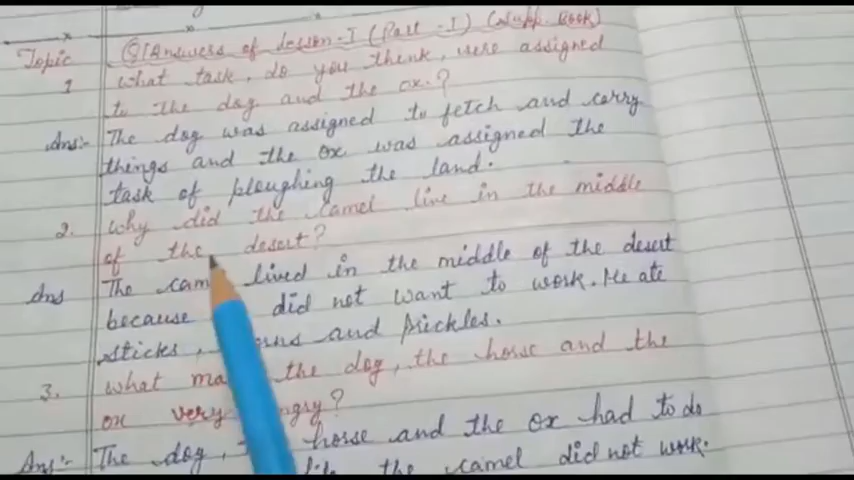 Topic Q/Answers of lesson-I (Part-I) (Supp. Book)
1 What task, do you think, were assigned
to the dog and the ox.?
Ans:- The dog was assigned to fetch and carry
things and the ox was assigned the
task of ploughing the land.
2. Why did the camel live in the middle
of the desert?
Ans The camel lived in the middle of the desert
because did not want to work. He ate
sticks, and prickles.
3. What the dog, the horse and the
ox very
Ans:- The dog, horse and the ox had to do
the camel did not work.